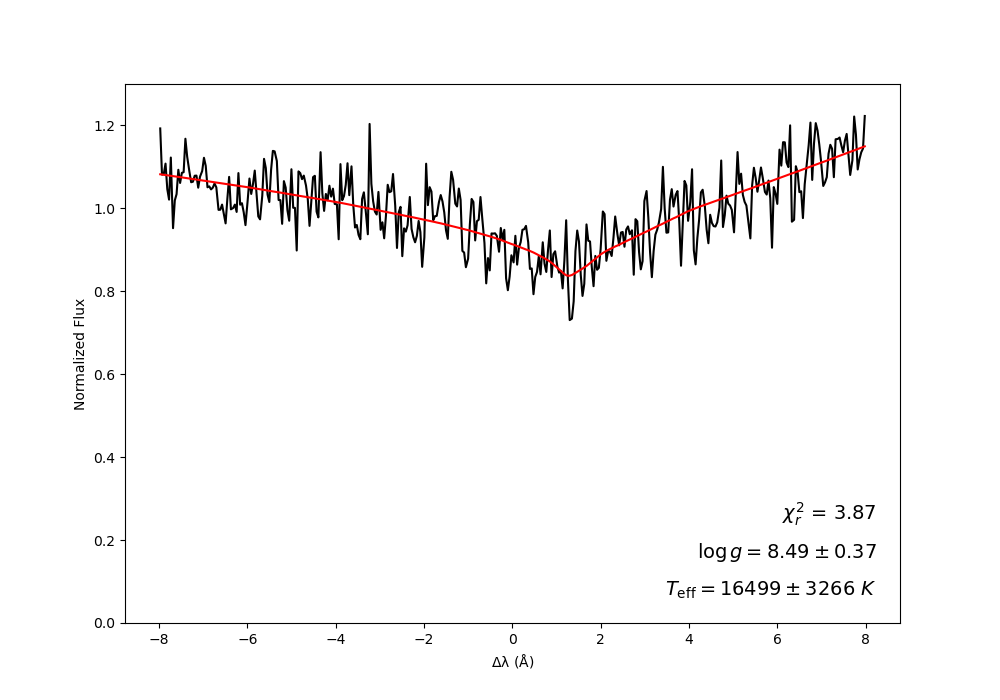 1.2
1.0
0.8
0.6
0.4
0.2
0.0
Normalized Flux
χ²ᵣ = 3.87
log g = 8.49 ± 0.37
T_eff = 16499 ± 3266 K
−8 −6 −4 −2 0 2 4 6 8
Δλ (Å)